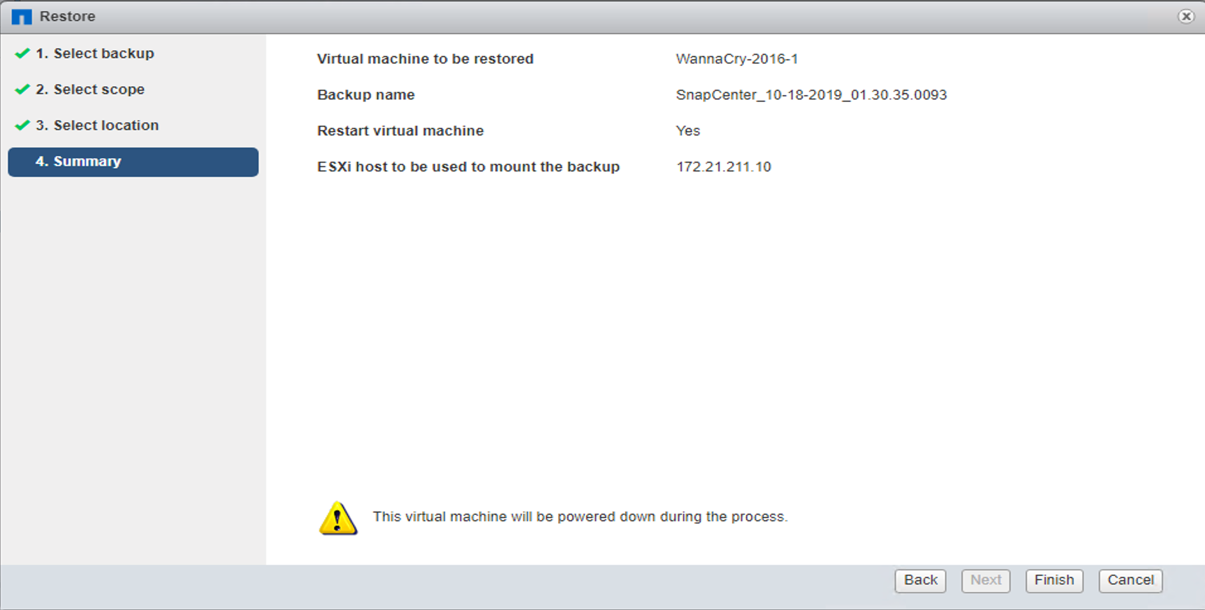 Restore
1. Select backup
2. Select scope
3. Select location
4. Summary
Virtual machine to be restored WannaCry-2016-1
Backup name SnapCenter_10-18-2019_01.30.35.0093
Restart virtual machine Yes
ESXi host to be used to mount the backup 172.21.211.10
This virtual machine will be powered down during the process.
Back Next Finish Cancel